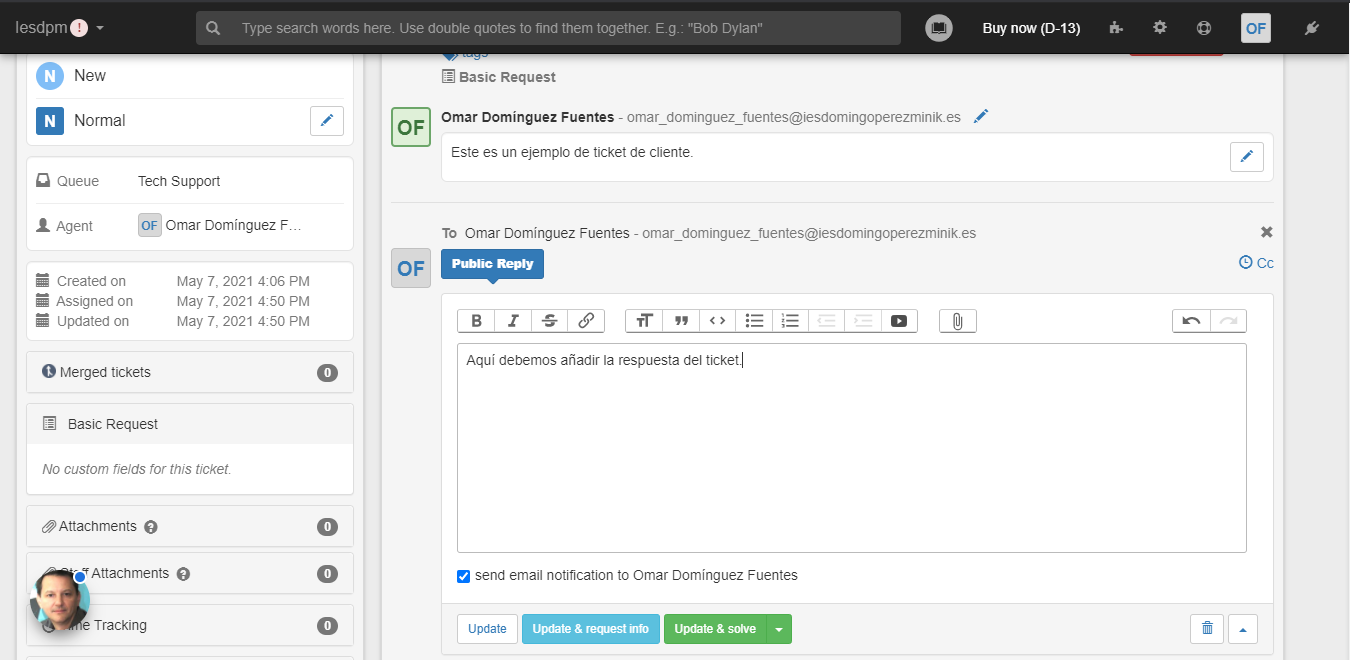 Iesdpm !
Type search words here. Use double quotes to find them together. E.g.: "Bob Dylan"
Buy now (D-13)
OF
N New
N Normal
Queue Tech Support
Agent OF Omar Domínguez F...
Created on May 7, 2021 4:06 PM
Assigned on May 7, 2021 4:50 PM
Updated on May 7, 2021 4:50 PM
Merged tickets 0
Basic Request
No custom fields for this ticket.
Attachments ? 0
Staff Attachments ? 0
Time Tracking 0
tags
Basic Request
OF Omar Domínguez Fuentes - omar_dominguez_fuentes@iesdomingoperezminik.es
Este es un ejemplo de ticket de cliente.
To Omar Domínguez Fuentes - omar_dominguez_fuentes@iesdomingoperezminik.es
OF Public Reply Cc
Aquí debemos añadir la respuesta del ticket.
send email notification to Omar Domínguez Fuentes
Update Update & request info Update & solve